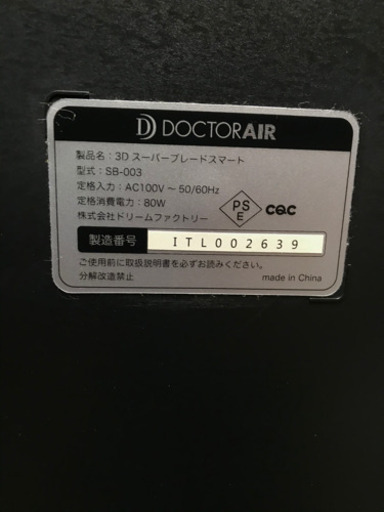 DOCTORAIR
製品名：3Dスーパーブレードスマート
型式：SB-003
定格入力：AC100V～50/60Hz
定格消費電力：80W
株式会社ドリームファクトリー
PS
E
CQC
製造番号 ITL002639
ご使用前に取扱説明書を必ずお読みください。
分解改造禁止 made in China